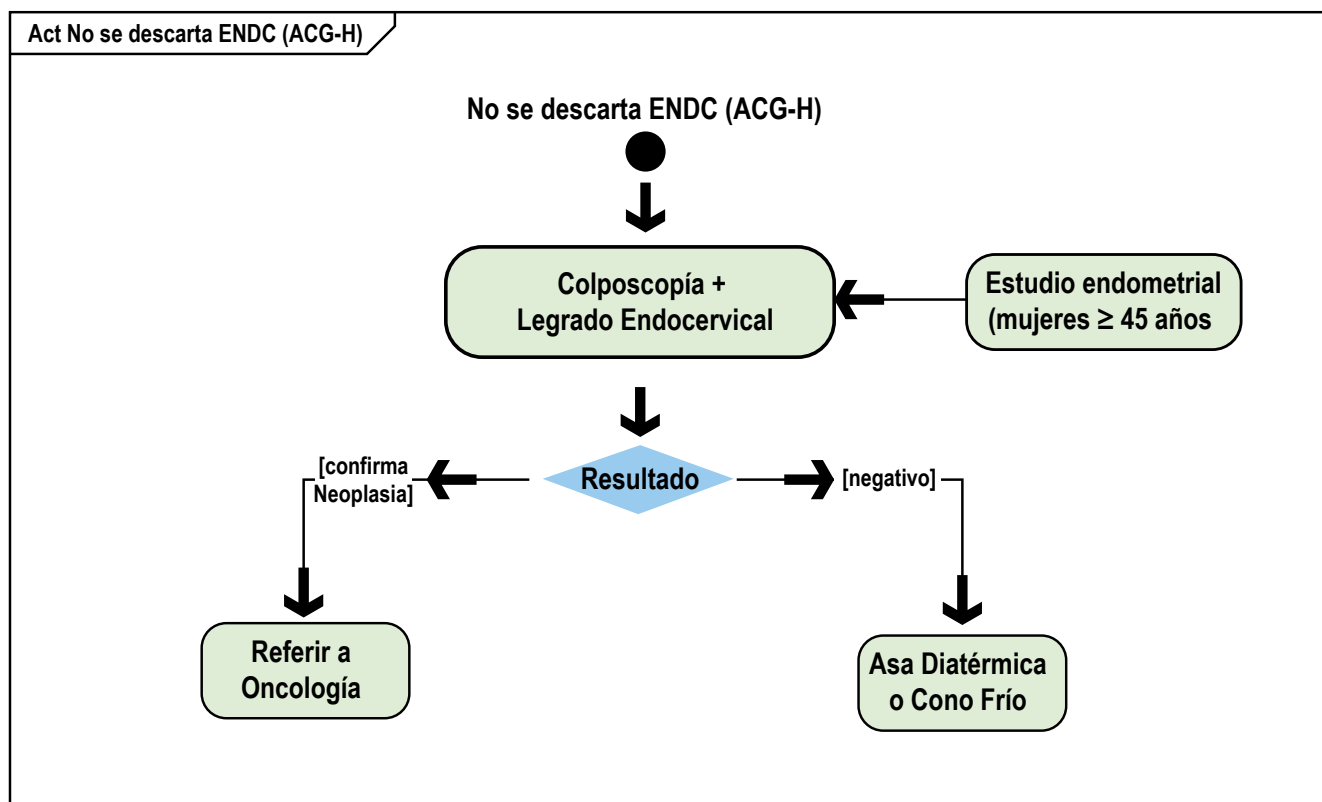 Act No se descarta ENDC (ACG-H)
No se descarta ENDC (ACG-H)
Colposcopía +
Legrado Endocervical
Estudio endometrial
(mujeres ≥ 45 años
Resultado
[confirma
Neoplasia]
[negativo]
Referir a
Oncología
Asa Diatérmica
o Cono Frío